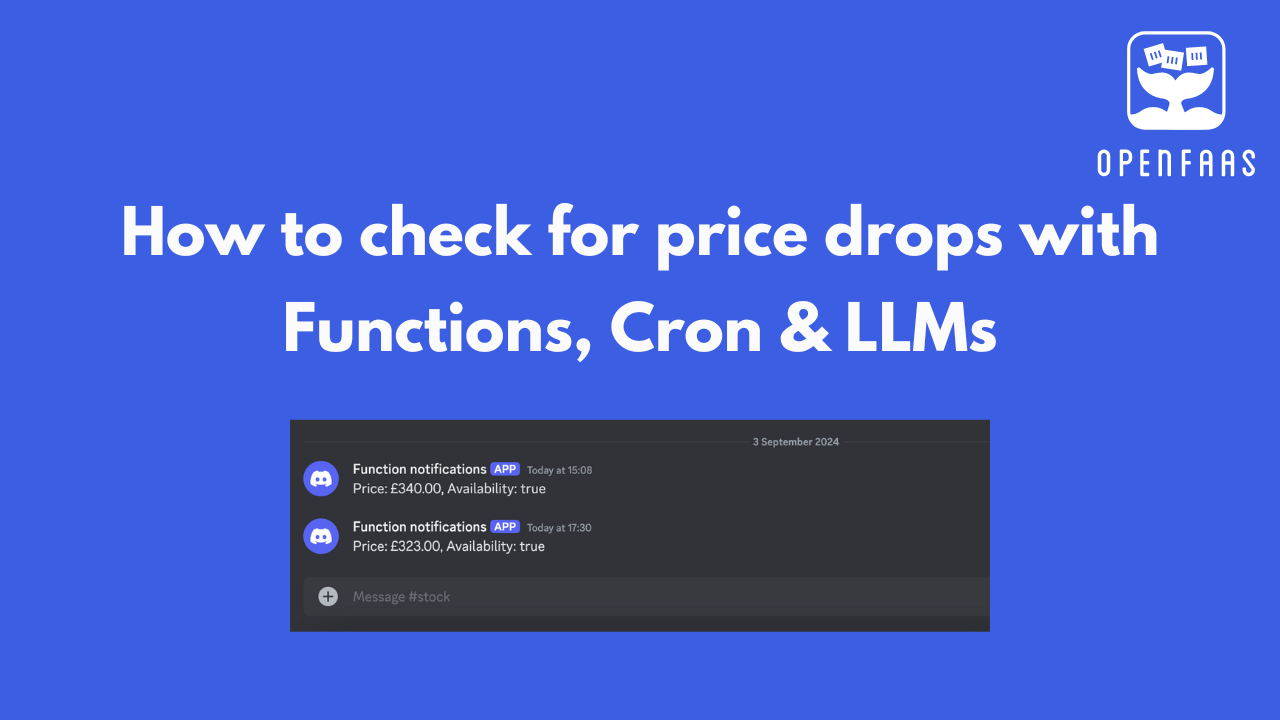 OPENFAAS
How to check for price drops with
Functions, Cron & LLMs
3 September 2024
Function notifications APP Today at 15:08
Price: £340.00, Availability: true
Function notifications APP Today at 17:30
Price: £323.00, Availability: true
Message #stock